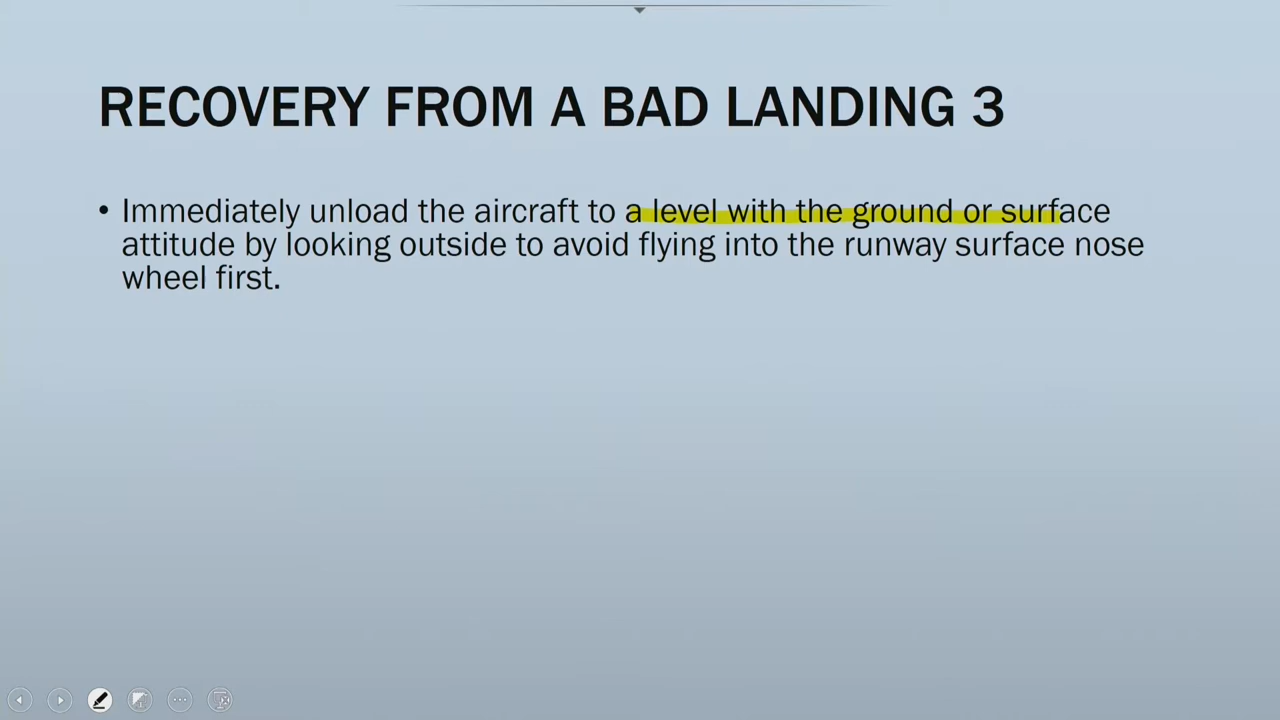 RECOVERY FROM A BAD LANDING 3
• Immediately unload the aircraft to a level with the ground or surface
attitude by looking outside to avoid flying into the runway surface nose
wheel first.